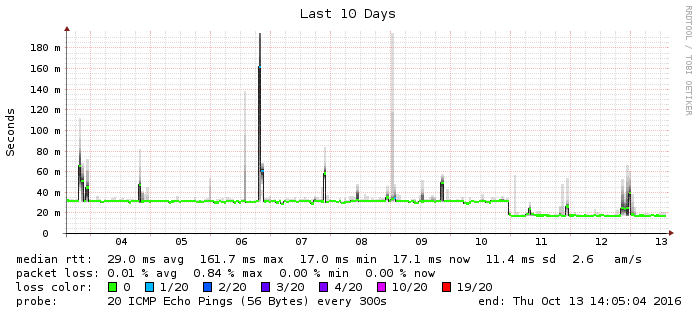 Last 10 Days
RRDTOOL / TOBI OETIKER
Seconds
180 m
160 m
140 m
120 m
100 m
80 m
60 m
40 m
20 m
0
04 05 06 07 08 09 10 11 12 13
median rtt: 29.0 ms avg 161.7 ms max 17.0 ms min 17.1 ms now 11.4 ms sd 2.6 am/s
packet loss: 0.01 % avg 0.84 % max 0.00 % min 0.00 % now
loss color: 0 1/20 2/20 3/20 4/20 10/20 19/20
probe: 20 ICMP Echo Pings (56 Bytes) every 300s end: Thu Oct 13 14:05:04 2016